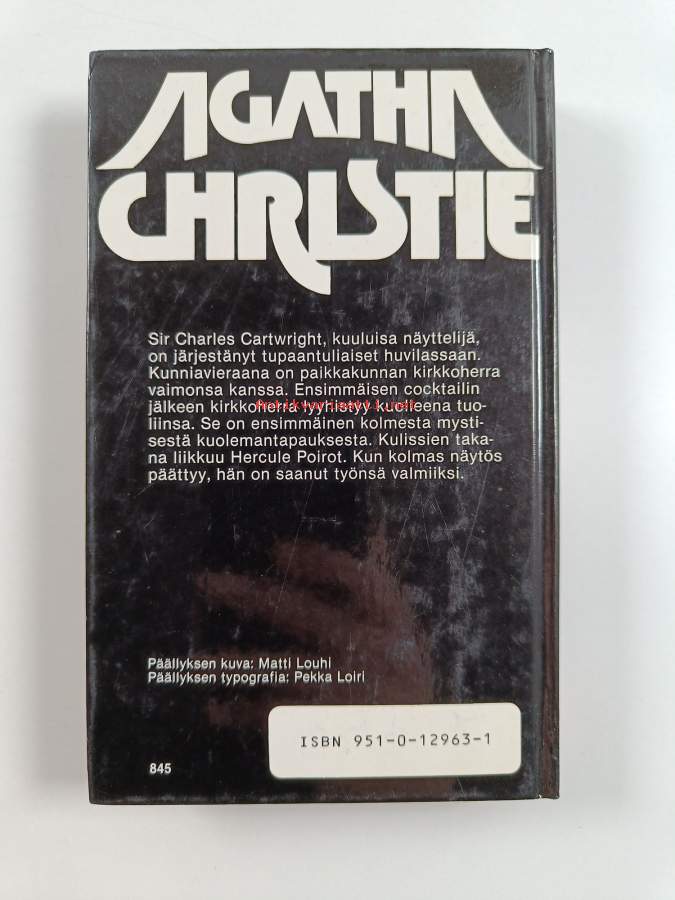 AGATHA
CHRISTIE
Sir Charles Cartwright, kuuluisa näyttelijä,
on järjestänyt tupaantuliaiset huvilassaan.
Kunniavieraana on paikkakunnan kirkkoherra
vaimonsa kanssa. Ensimmäisen cocktailin
jälkeen kirkkoherra lyyhistyy kuolleena tuo-
liinsa. Se on ensimmäinen kolmesta mysti-
sestä kuolemantapauksesta. Kulissien taka-
na liikkuu Hercule Poirot. Kun kolmas näytös
päättyy, hän on saanut työnsä valmiiksi.
Päällyksen kuva: Matti Louhi
Päällyksen typografia: Pekka Loiri
ISBN 951-0-12963-1
845